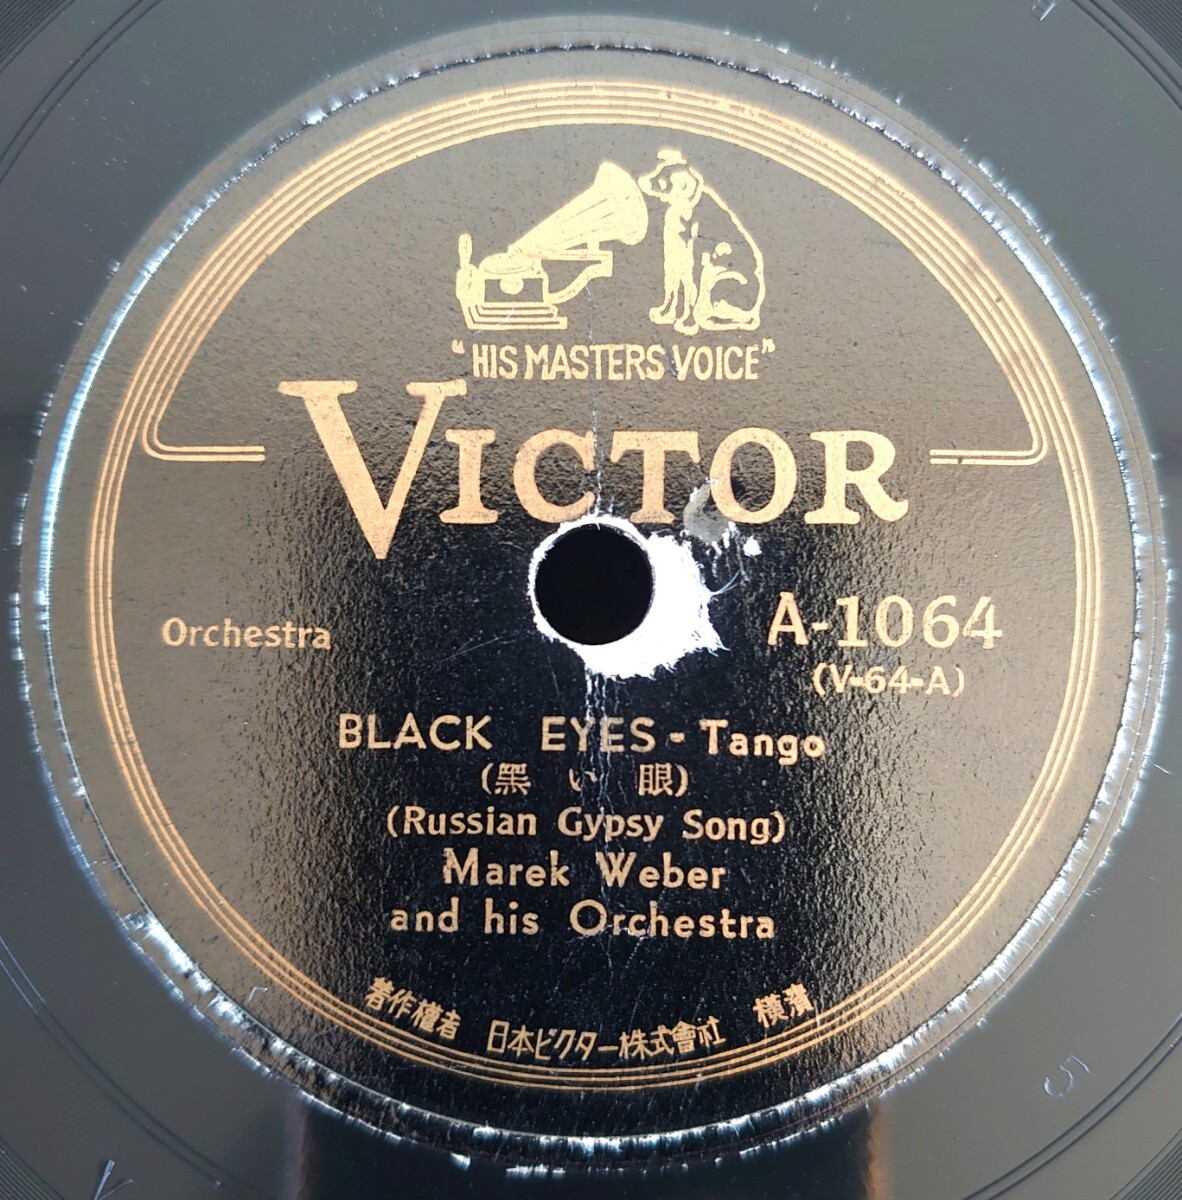 "HIS MASTERS VOICE"
VICTOR
Orchestra
A-1064
(V-64-A)
BLACK EYES - Tango
(黑い眼)
(Russian Gypsy Song)
Marek Weber
and his Orchestra
著作權者 日本ビクター株式會社 橫濱